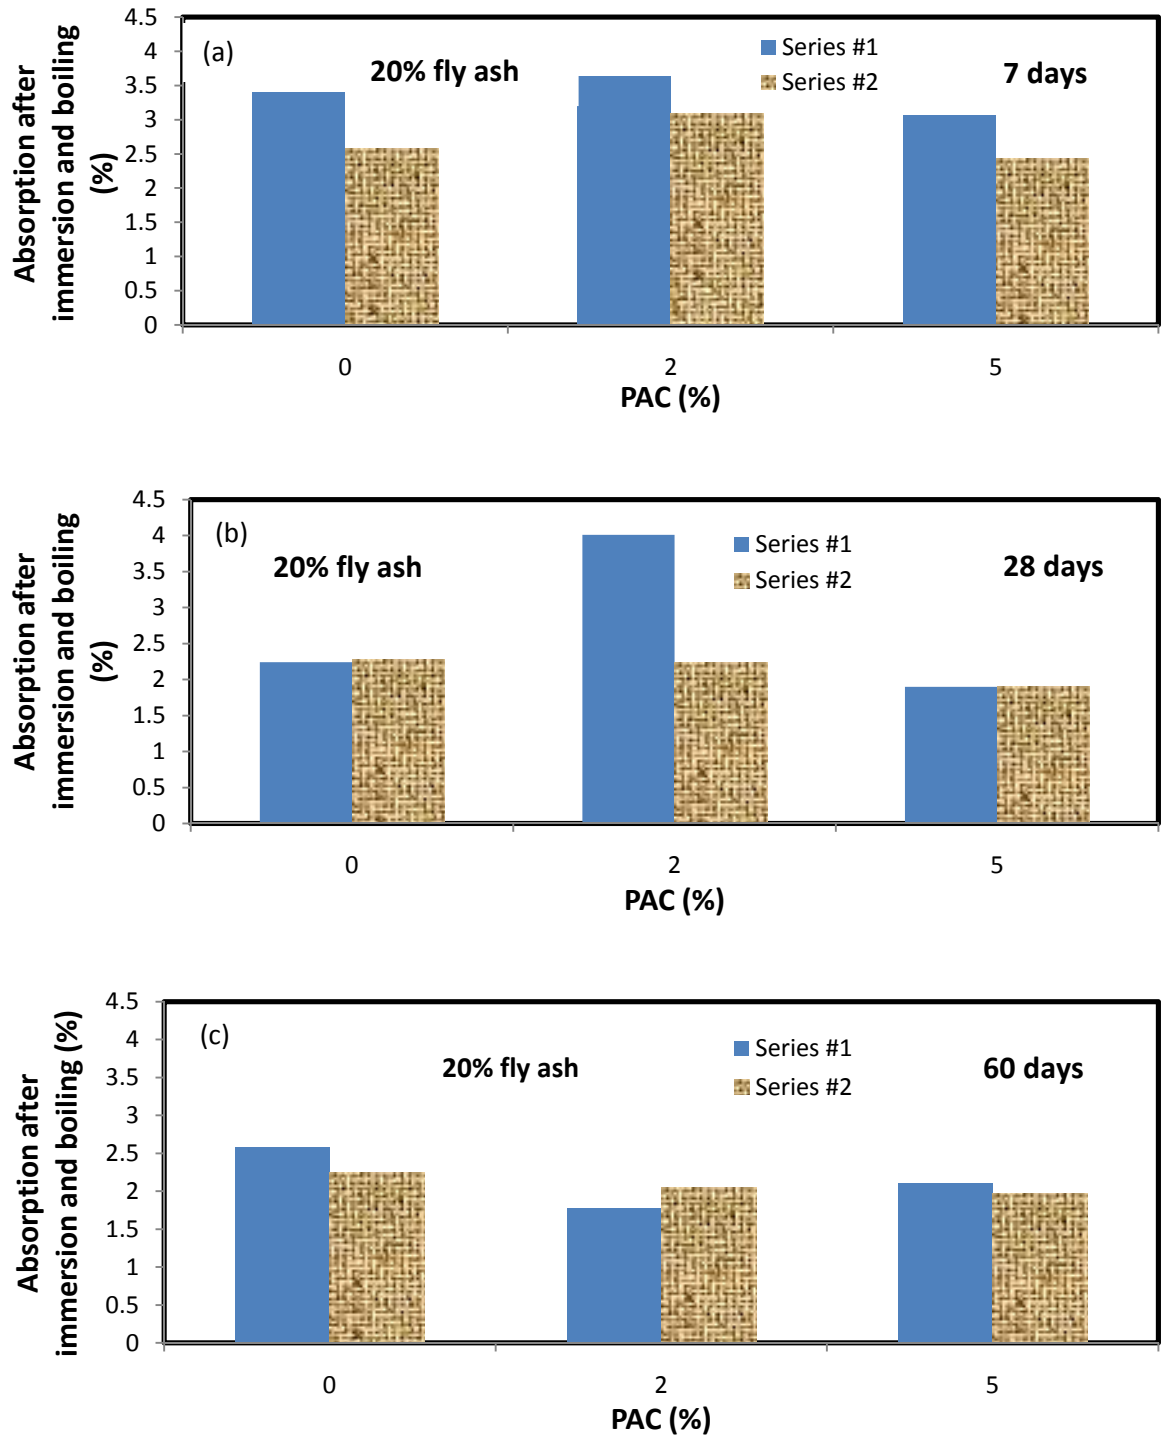 Absorption after
immersion and boiling
(%)
4.5
4
3.5
3
2.5
2
1.5
1
0.5
0
(a)
20% fly ash
Series #1
Series #2
7 days
0 2 5
PAC (%)
Absorption after
immersion and boiling
(%)
4.5
4
3.5
3
2.5
2
1.5
1
0.5
0
(b)
20% fly ash
Series #1
Series #2
28 days
0 2 5
PAC (%)
Absorption after
immersion and boiling (%)
4.5
4
3.5
3
2.5
2
1.5
1
0.5
0
(c)
20% fly ash
Series #1
Series #2
60 days
0 2 5
PAC (%)